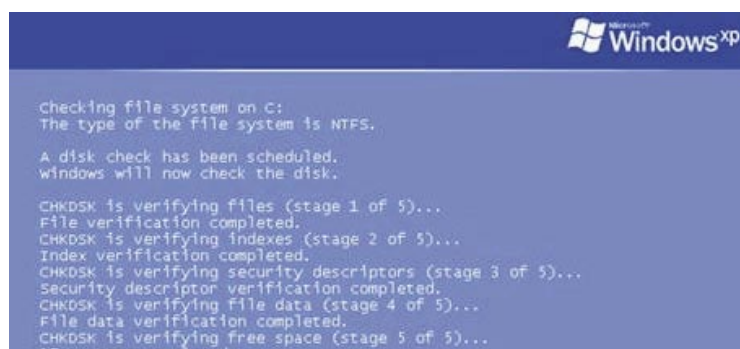 Microsoft
Windows xp
Checking file system on C:
The type of the file system is NTFS.
A disk check has been scheduled.
Windows will now check the disk.
CHKDSK is verifying files (stage 1 of 5)...
File verification completed.
CHKDSK is verifying indexes (stage 2 of 5)...
Index verification completed.
CHKDSK is verifying security descriptors (stage 3 of 5)...
Security descriptor verification completed.
CHKDSK is verifying file data (stage 4 of 5)...
File data verification completed.
CHKDSK is verifying free space (stage 5 of 5)...